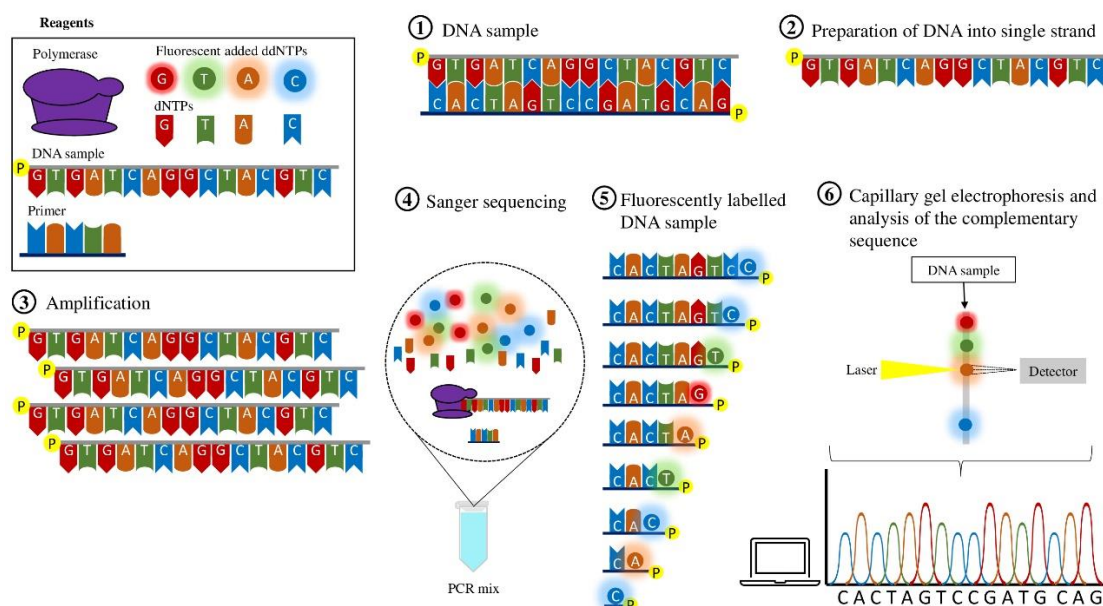 Reagents
Polymerase
Fluorescent added ddNTPs
G T A C
dNTPs
G T A C
DNA sample
P
G T G A T C A G G C T A C G T C
Primer
1 DNA sample
P
G T G A T C A G G C T A C G T C
C A C T A G T C C G A T G C A G
P
2 Preparation of DNA into single strand
P
G T G A T C A G G C T A C G T C
3 Amplification
P
G T G A T C A G G C T A C G T C
P
G T G A T C A G G C T A C G T C
P
G T G A T C A G G C T A C G T C
P
G T G A T C A G G C T A C G T C
4 Sanger sequencing
PCR mix
5 Fluorescently labelled
DNA sample
C A C T A G T C C
P
C A C T A G T C
P
C A C T A G T
P
C A C T A G
P
C A C T A
P
C A C T
P
C A C
P
C A
P
C
P
6 Capillary gel electrophoresis and
analysis of the complementary
sequence
DNA sample
Laser
Detector
C A C T A G T C C G A T G C A G